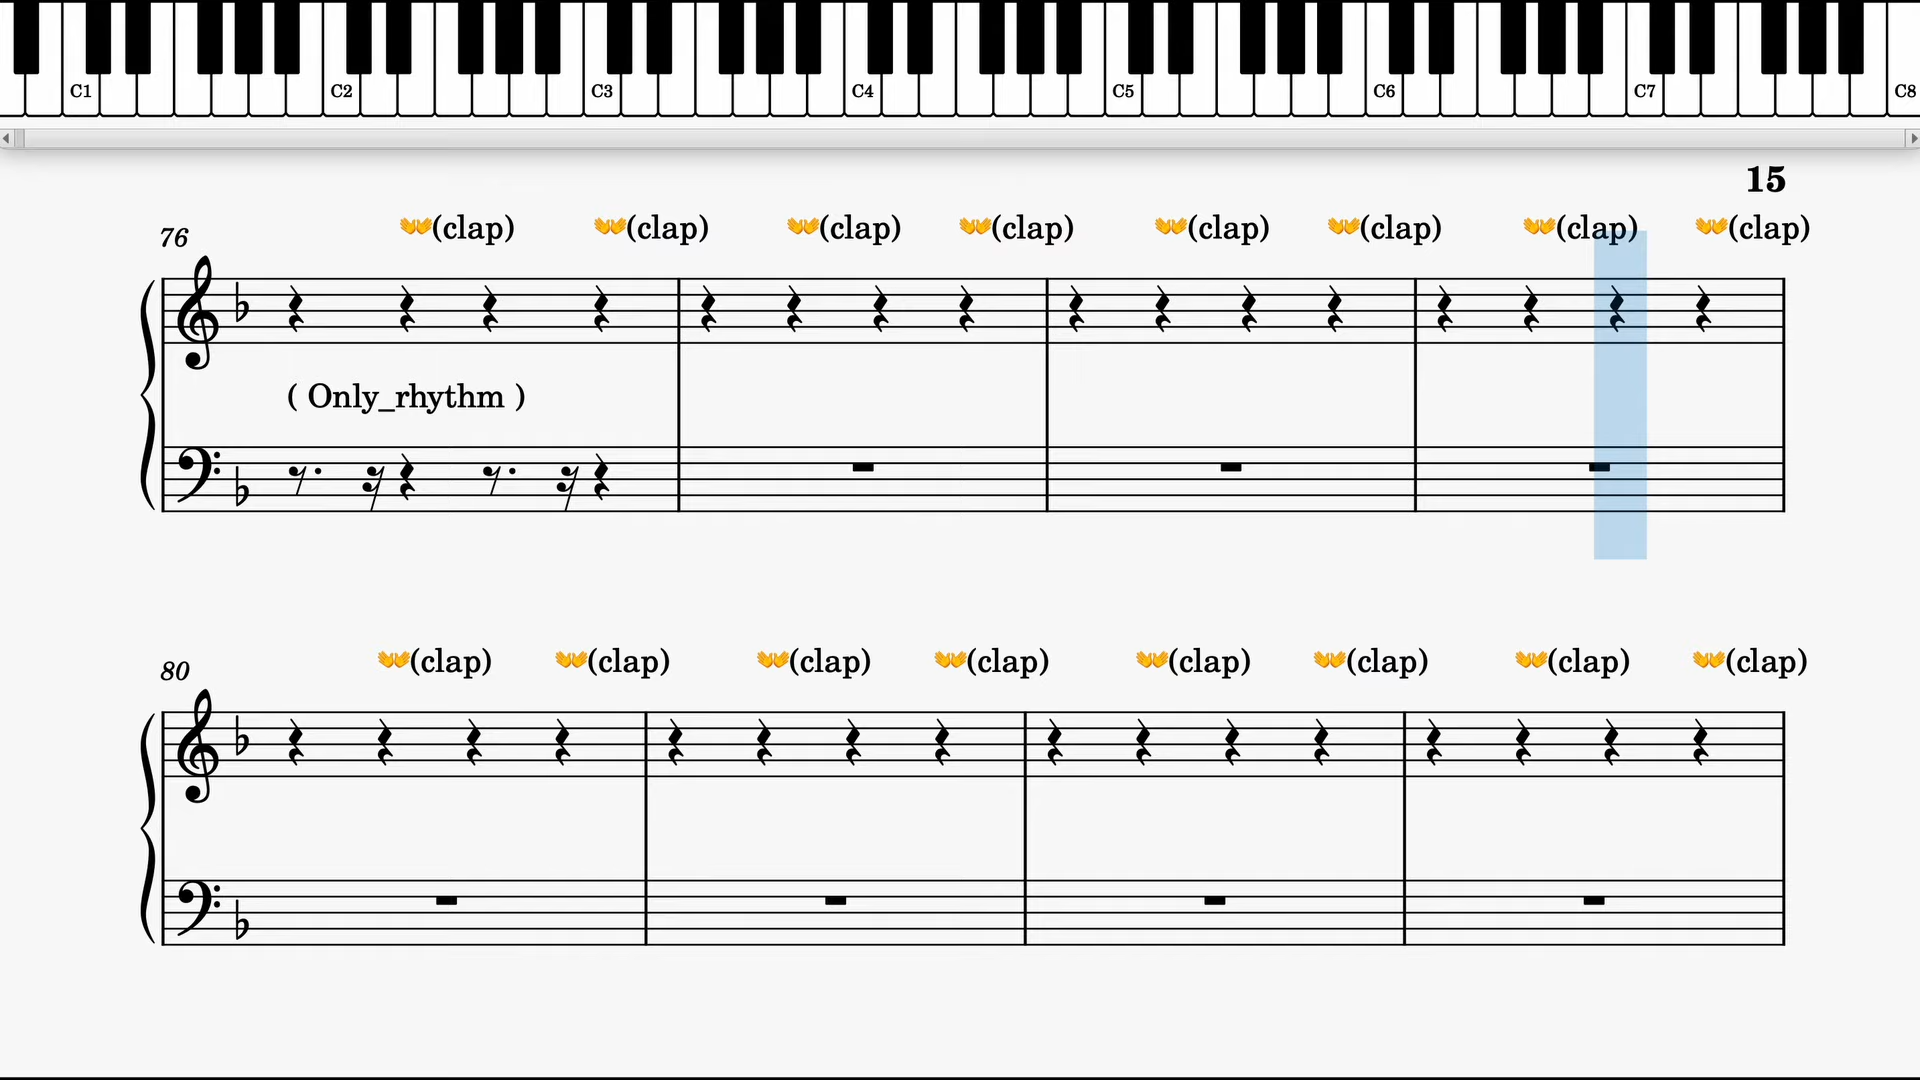 C1 C2 C3 C4 C5 C6 C7 C8
15
76 👐(clap) 👐(clap) 👐(clap) 👐(clap) 👐(clap) 👐(clap) 👐(clap) 👐(clap)
( Only_rhythm )
80 👐(clap) 👐(clap) 👐(clap) 👐(clap) 👐(clap) 👐(clap) 👐(clap) 👐(clap)